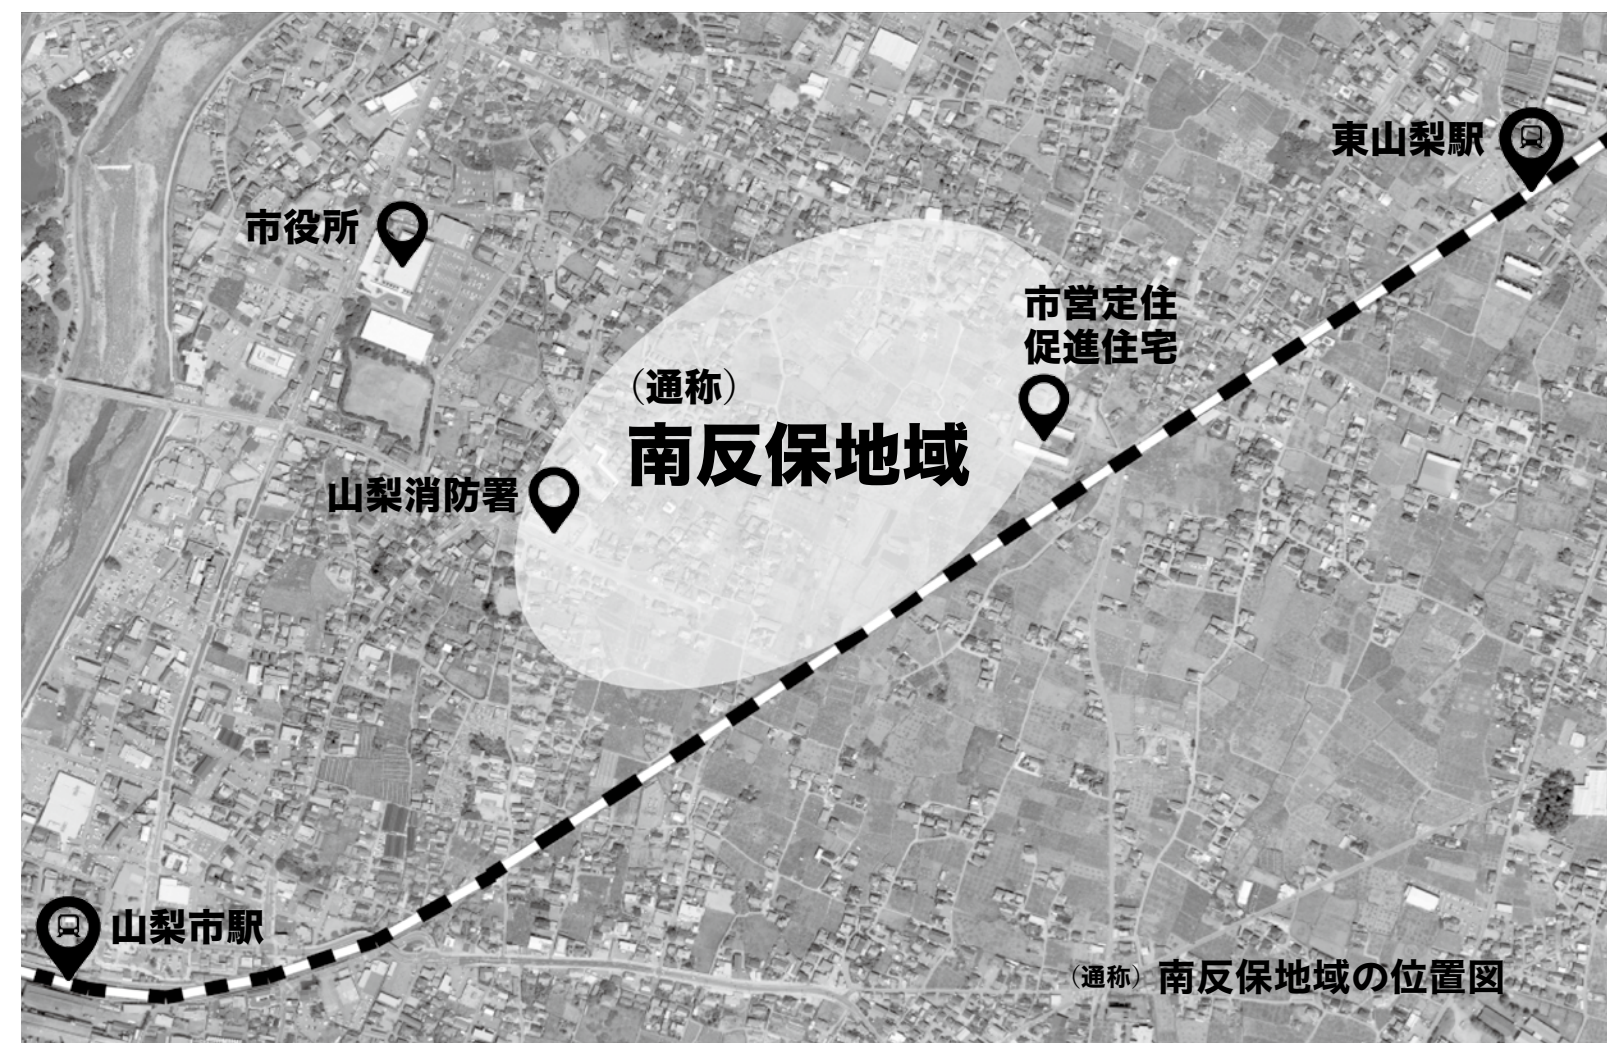 東山梨駅
市役所
市営定住
促進住宅
（通称）
南反保地域
山梨消防署
山梨市駅
（通称）南反保地域の位置図